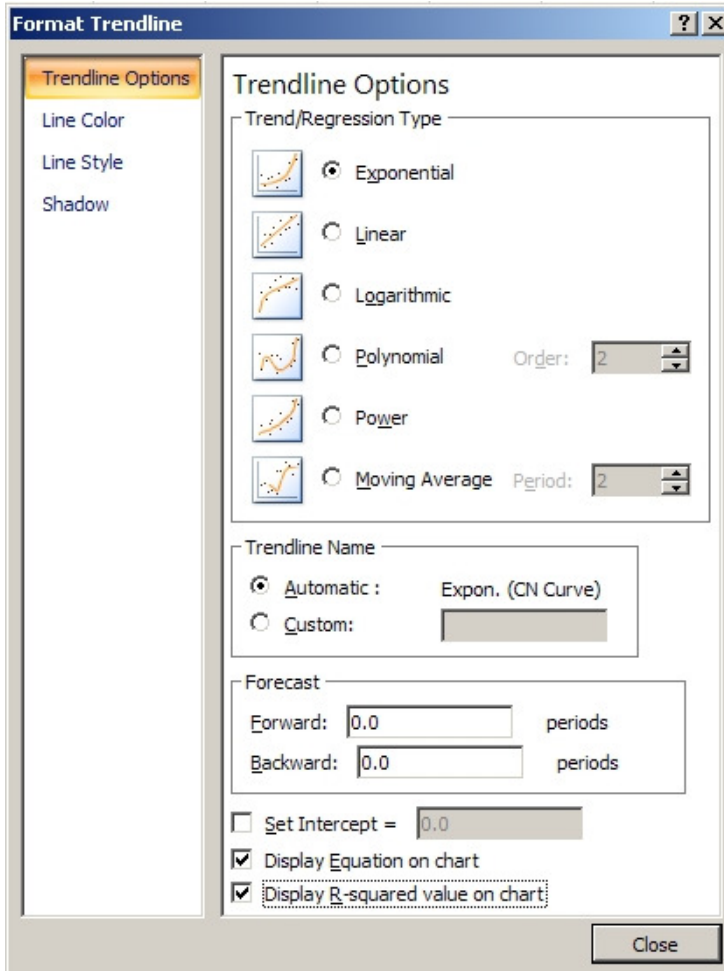 Format Trendline
Trendline Options
Line Color
Line Style
Shadow
Trendline Options
Trend/Regression Type
Exponential
Linear
Logarithmic
Polynomial Order: 2
Power
Moving Average Period: 2
Trendline Name
Automatic : Expon. (CN Curve)
Custom:
Forecast
Forward: 0.0 periods
Backward: 0.0 periods
Set Intercept = 0.0
Display Equation on chart
Display R-squared value on chart
Close